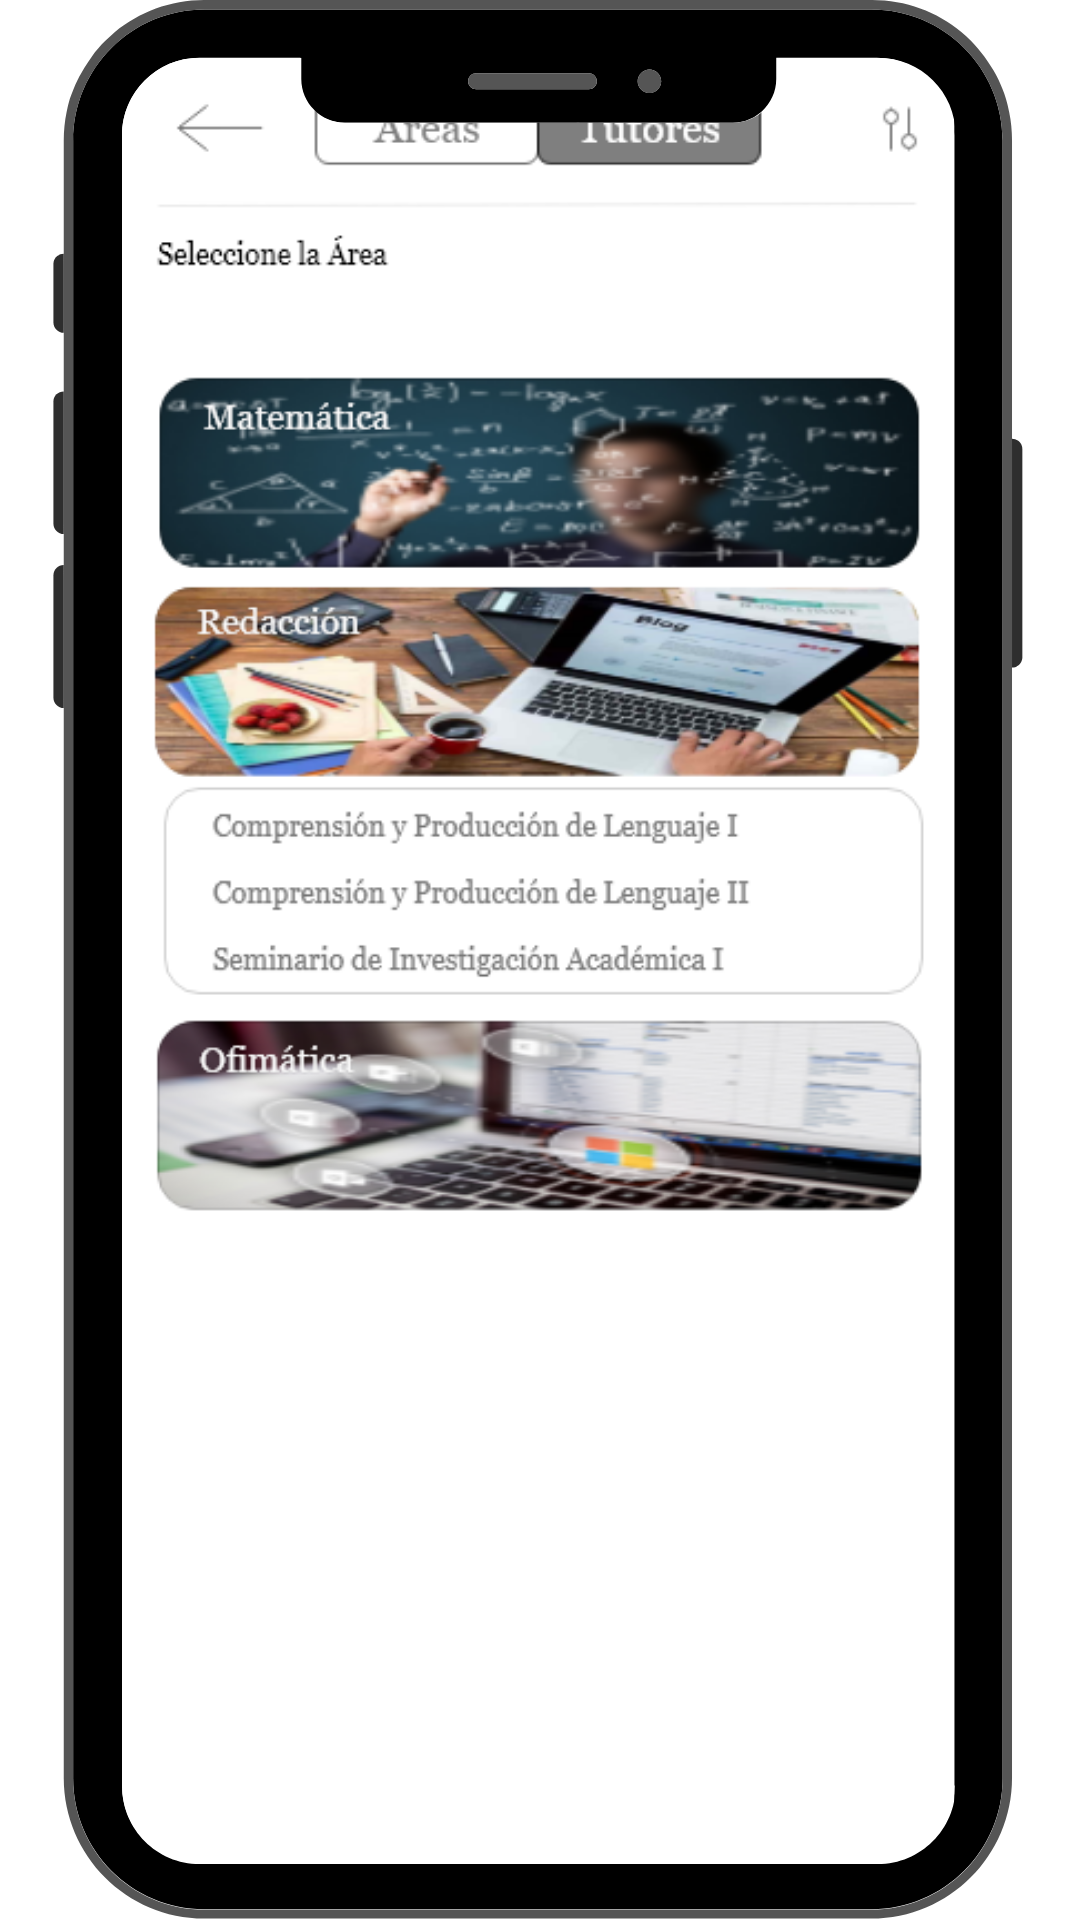 Áreas
Tutores
Seleccione la Área
Matemática
Redacción
Blog
Comprensión y Producción de Lenguaje I
Comprensión y Producción de Lenguaje II
Seminario de Investigación Académica I
Ofimática